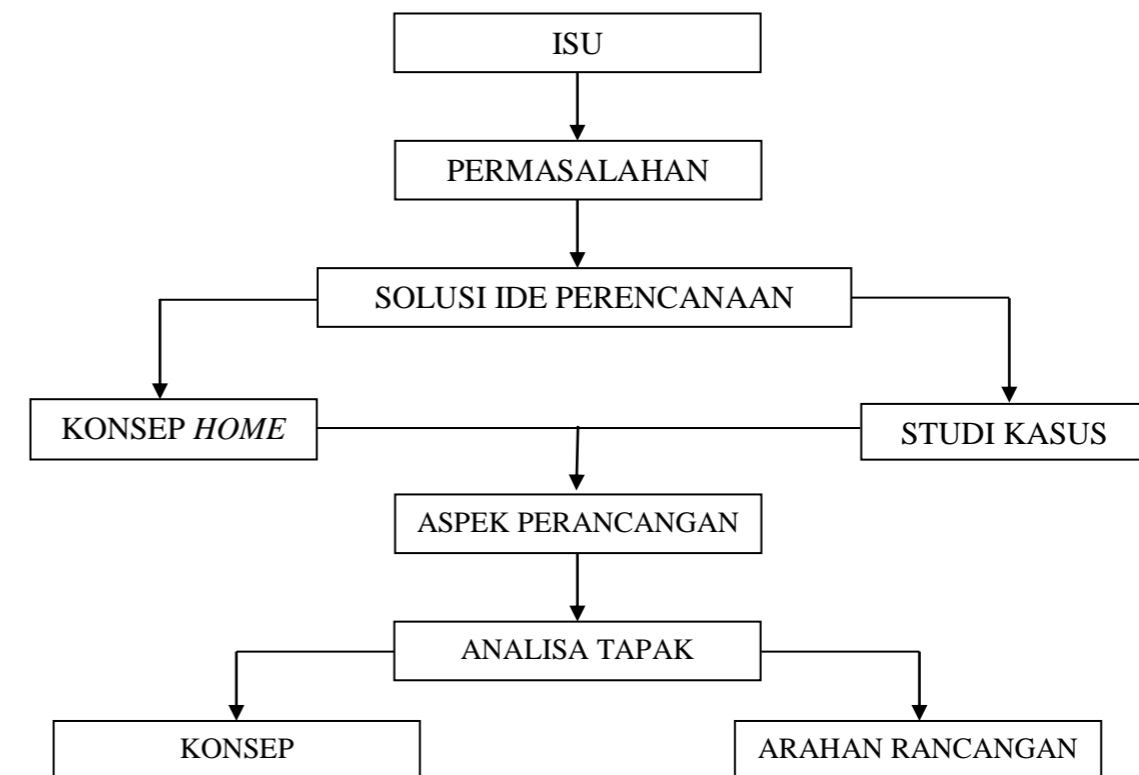 ISU
PERMASALAHAN
SOLUSI IDE PERENCANAAN
KONSEP HOME
STUDI KASUS
ASPEK PERANCANGAN
ANALISA TAPAK
KONSEP
ARAHAN RANCANGAN